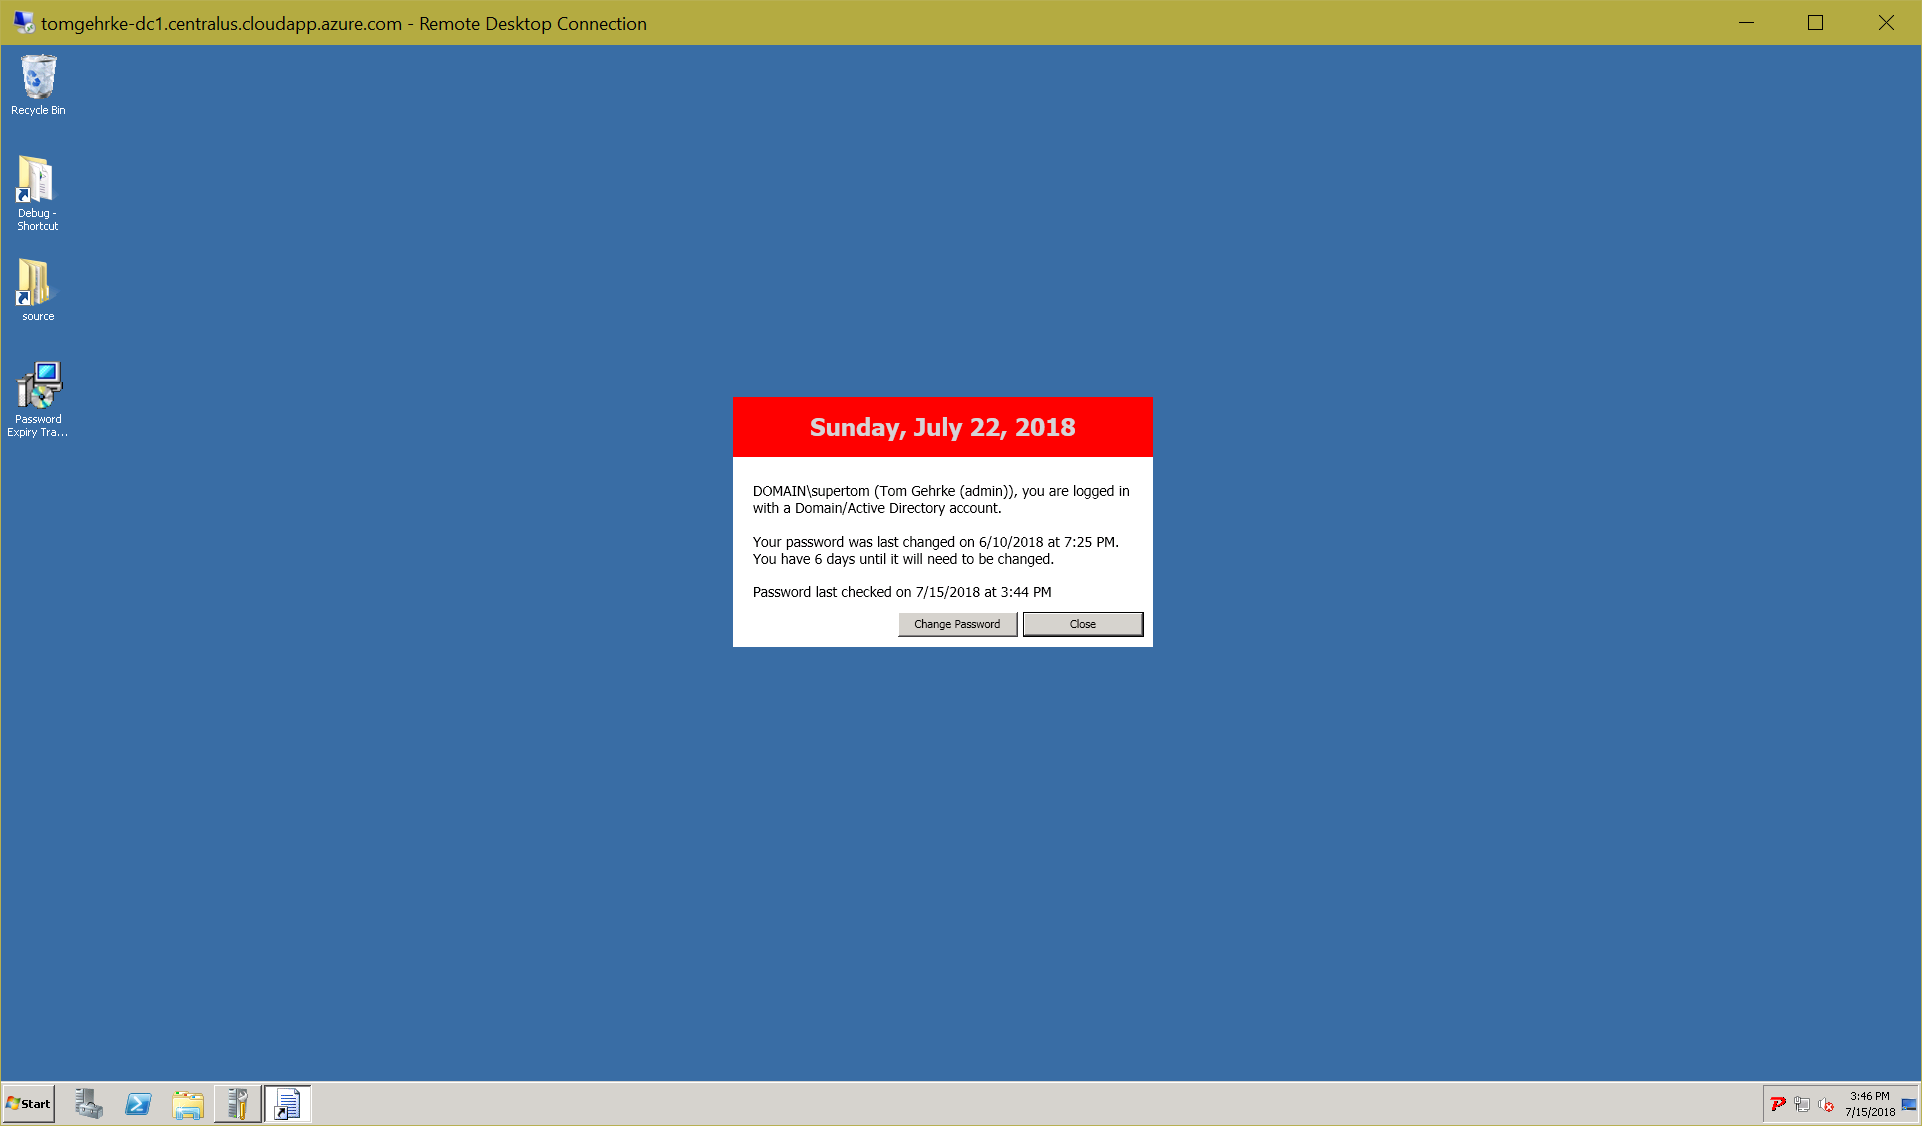 tomgehrke-dc1.centralus.cloudapp.azure.com - Remote Desktop Connection
Recycle Bin
Debug -
Shortcut
source
Password
Expiry Tra...
Sunday, July 22, 2018
DOMAIN\supertom (Tom Gehrke (admin)), you are logged in
with a Domain/Active Directory account.
Your password was last changed on 6/10/2018 at 7:25 PM.
You have 6 days until it will need to be changed.
Password last checked on 7/15/2018 at 3:44 PM
Change Password
Close
Start
P
3:46 PM
7/15/2018